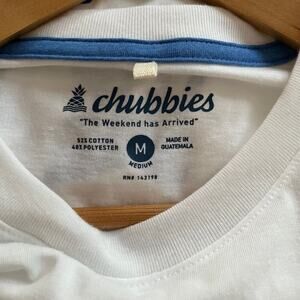 chubbies
"The Weekend has Arrived"
52% COTTON
48% POLYESTER
M
MEDIUM
MADE IN
GUATEMALA
RN# 143198